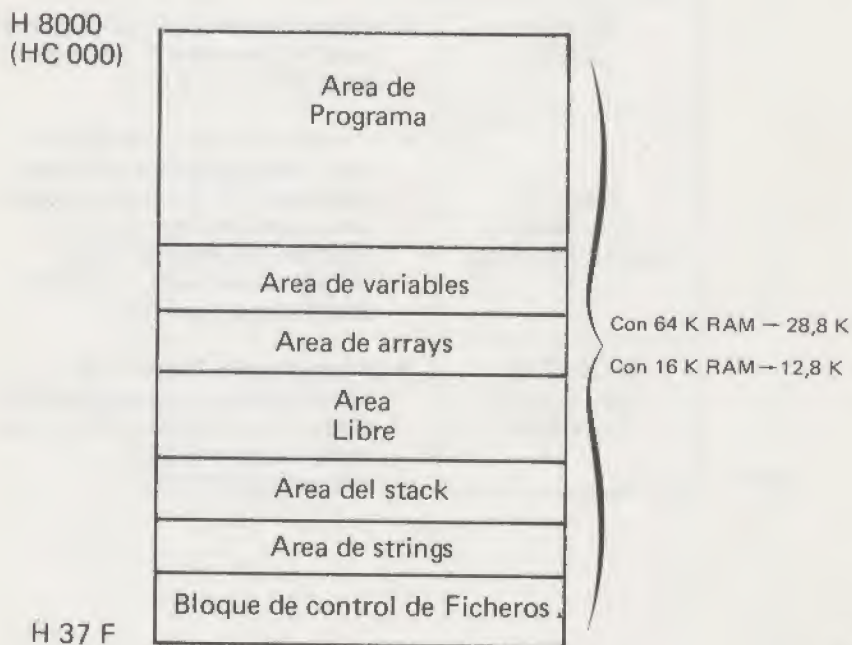 H 8000
(HC 000)
Area de
Programa
Area de variables
Area de arrays
Con 64 K RAM — 28,8 K
Con 16 K RAM—12,8 K
Area
Libre
Area del stack
Area de strings
Bloque de control de Ficheros.
H 37 F